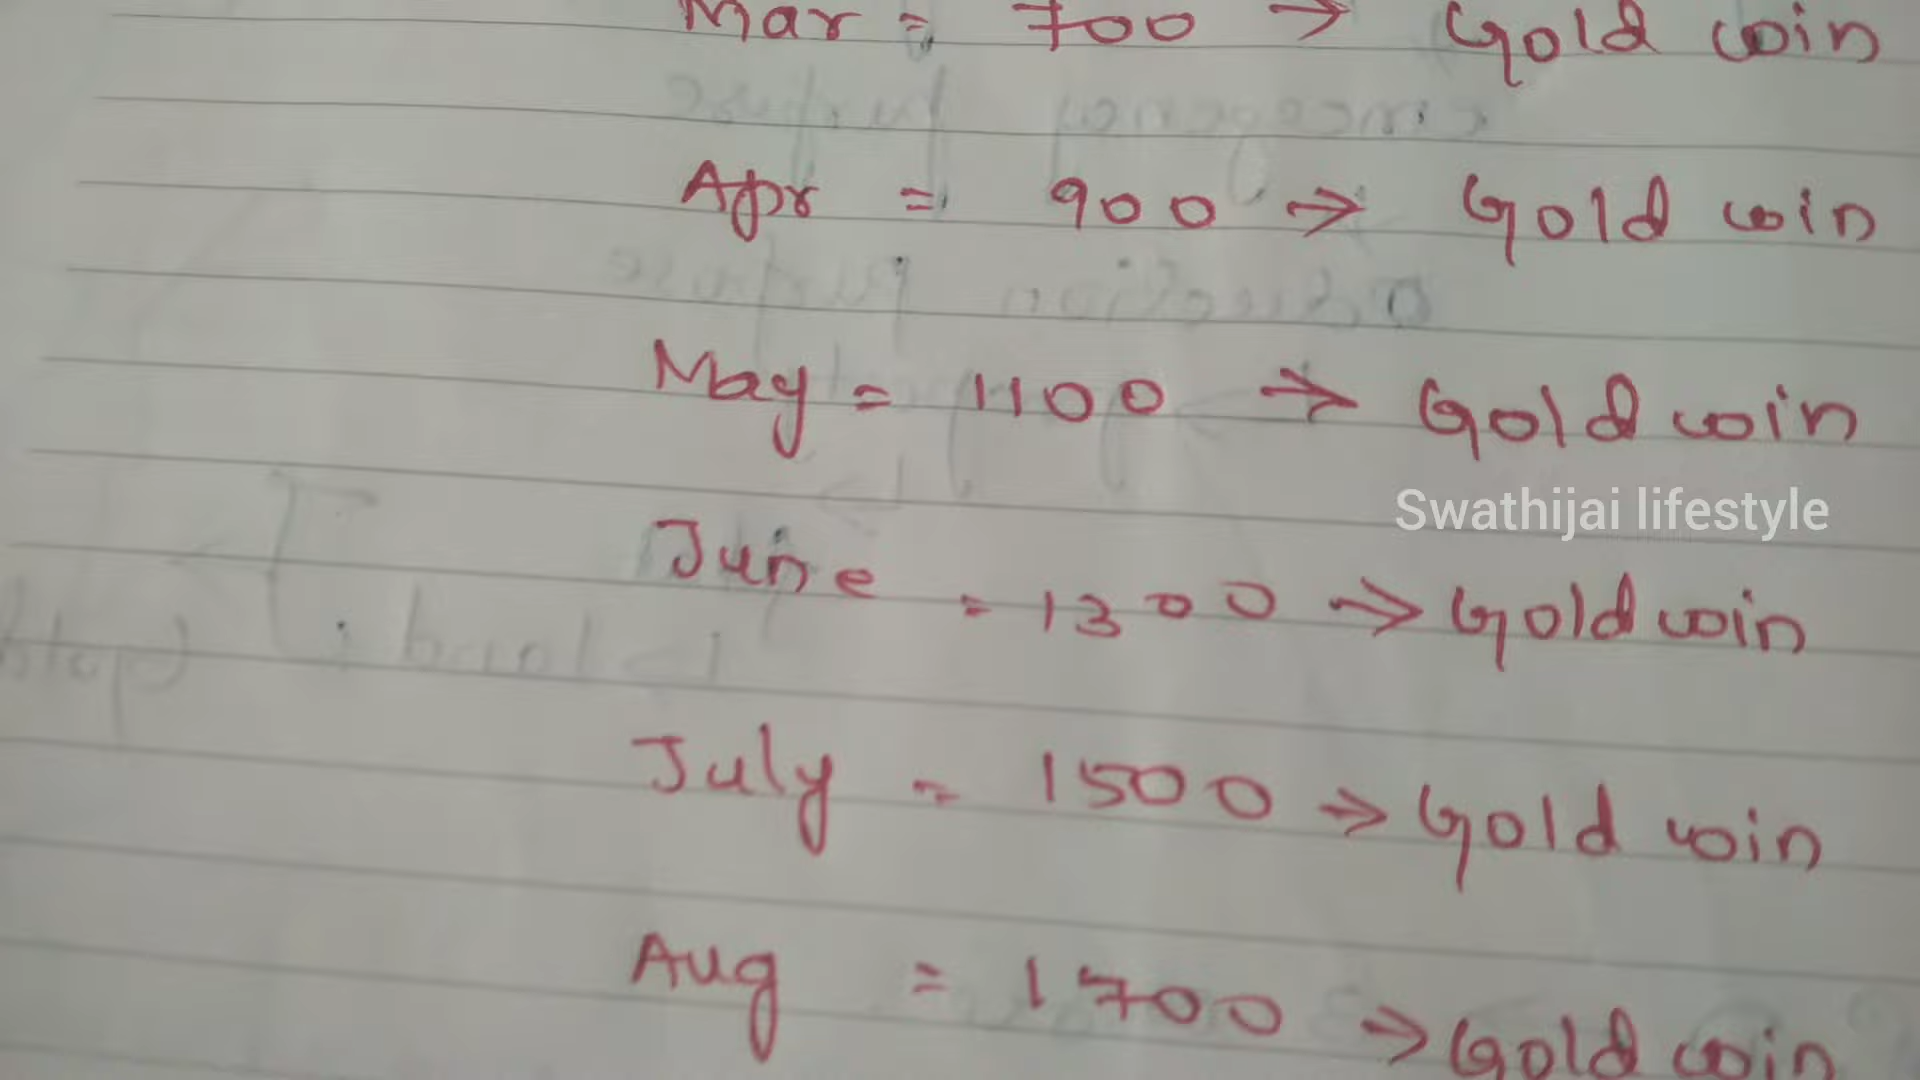 Mar = 700 → Gold coin
Apr = 900 → Gold coin
May = 1100 → Gold coin
Swathijai lifestyle
June = 1300 → Gold coin
July = 1500 → Gold coin
Aug = 1700 → Gold coin